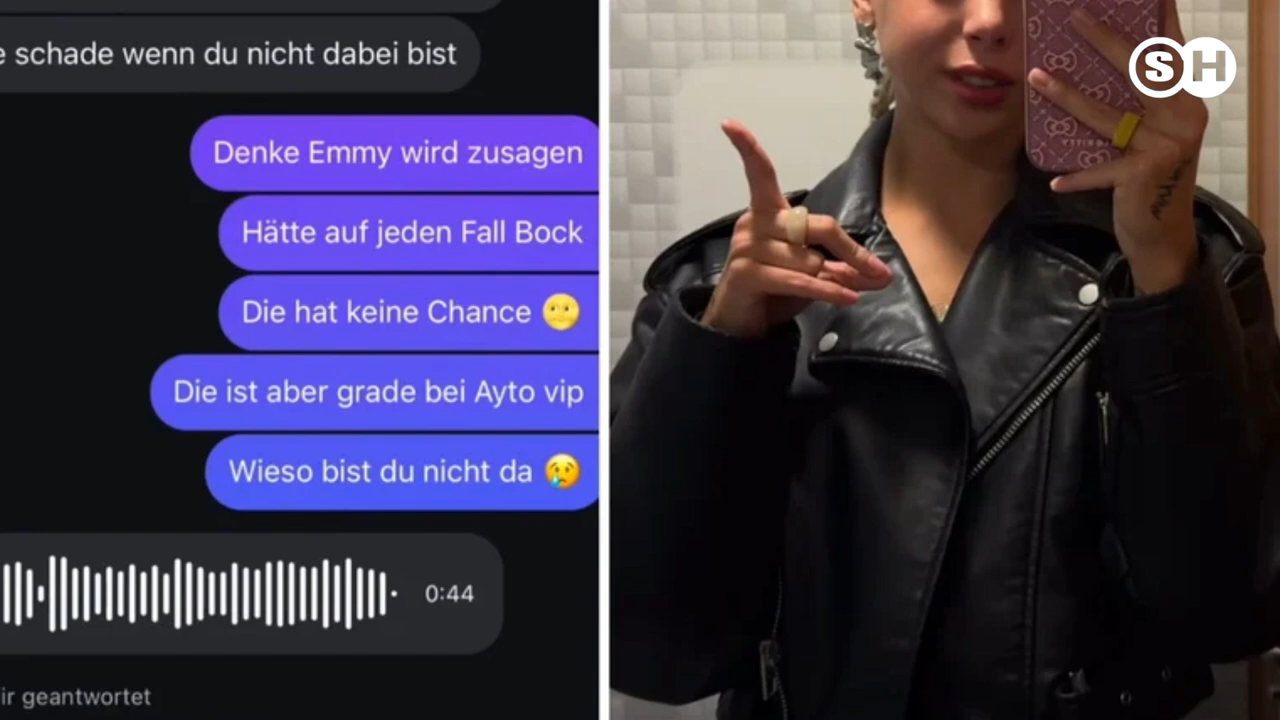 e schade wenn du nicht dabei bist
Denke Emmy wird zusagen
Hätte auf jeden Fall Bock
Die hat keine Chance 🌝
Die ist aber grade bei Ayto vip
Wieso bist du nicht da 😢
0:44
ir geantwortet
SH